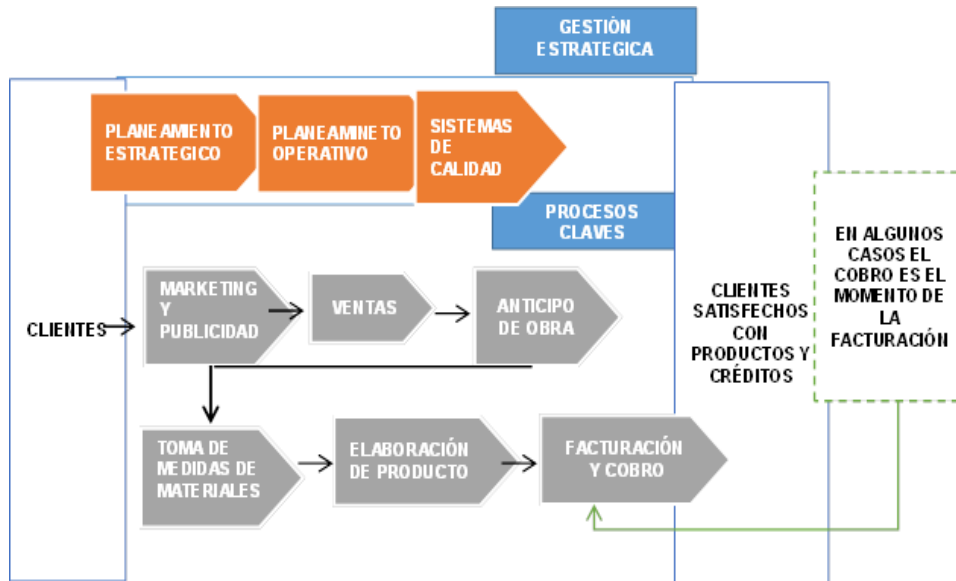 GESTIÓN
ESTRATEGICA
PLANEAMIENTO
ESTRATEGICO
PLANEAMINETO
OPERATIVO
SISTEMAS
DE
CALIDAD
PROCESOS
CLAVES
CLIENTES
MARKETING
Y
PUBLICIDAD
VENTAS
ANTICIPO
DE OBRA
TOMA DE
MEDIDAS DE
MATERIALES
ELABORACIÓN
DE PRODUCTO
FACTURACIÓN
Y COBRO
CLIENTES
SATISFECHOS
CON
PRODUCTOS Y
CRÉDITOS
EN ALGUNOS
CASOS EL
COBRO ES EL
MOMENTO DE
LA
FACTURACIÓN